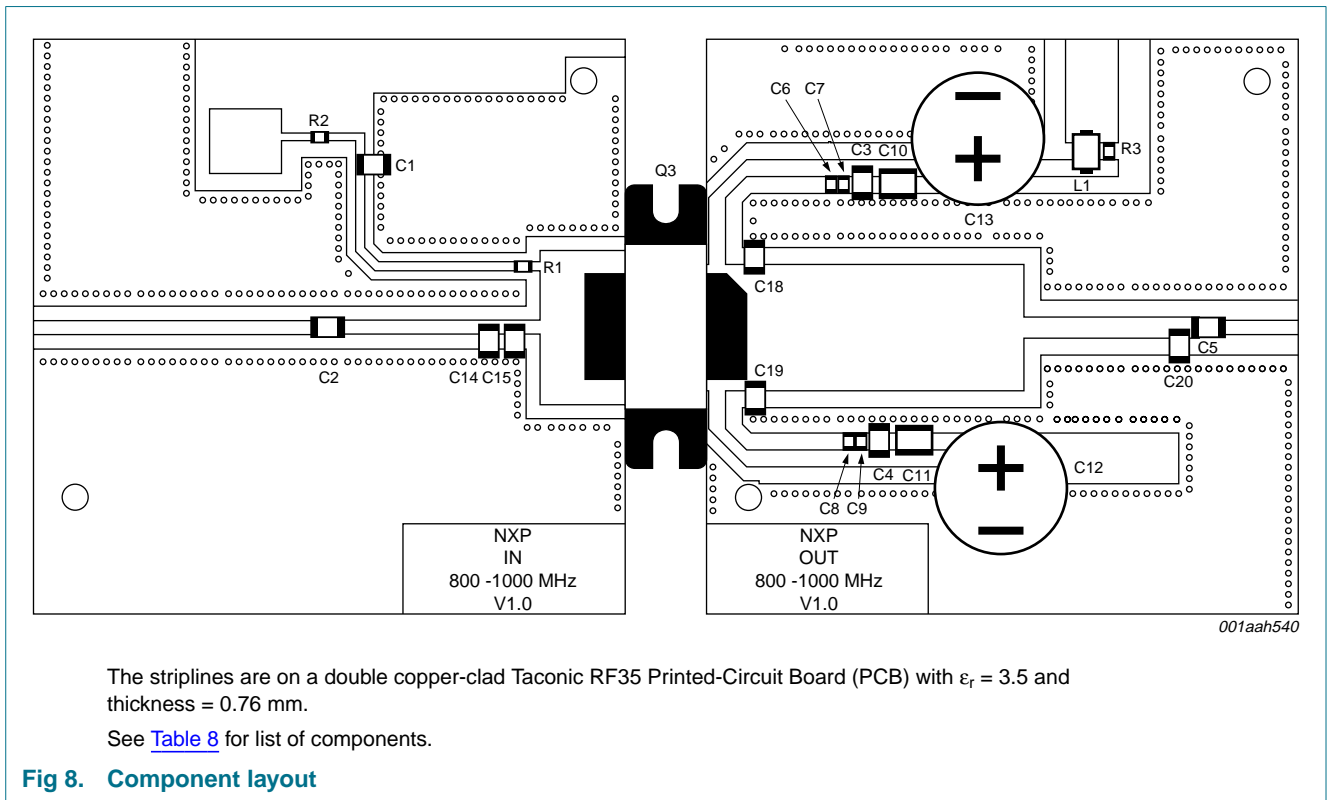 C6 C7
R2
C1
Q3
C3 C10
R3
L1
C13
R1
C18
C2
C14 C15
C5
C19
C20
C4 C11
C12
C8 C9
NXP
IN
800 -1000 MHz
V1.0
NXP
OUT
800 -1000 MHz
V1.0
001aah540
The striplines are on a double copper-clad Taconic RF35 Printed-Circuit Board (PCB) with εr = 3.5 and
thickness = 0.76 mm.
See Table 8 for list of components.
Fig 8. Component layout